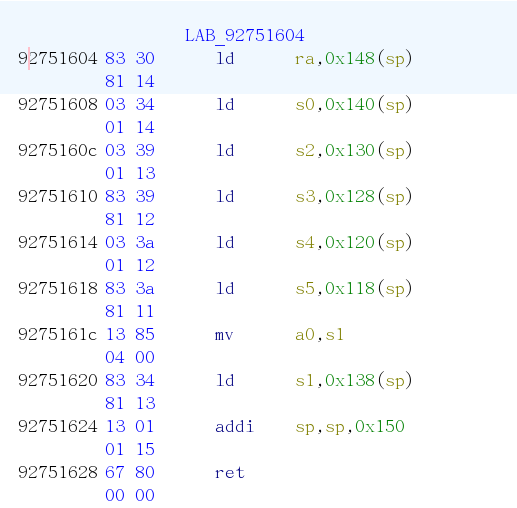 LAB_92751604
92751604 83 30 ld ra,0x148(sp)
81 14
92751608 03 34 ld s0,0x140(sp)
01 14
9275160c 03 39 ld s2,0x130(sp)
01 13
92751610 83 39 ld s3,0x128(sp)
81 12
92751614 03 3a ld s4,0x120(sp)
01 12
92751618 83 3a ld s5,0x118(sp)
81 11
9275161c 13 85 mv a0,s1
04 00
92751620 83 34 ld s1,0x138(sp)
81 13
92751624 13 01 addi sp,sp,0x150
01 15
92751628 67 80 ret
00 00